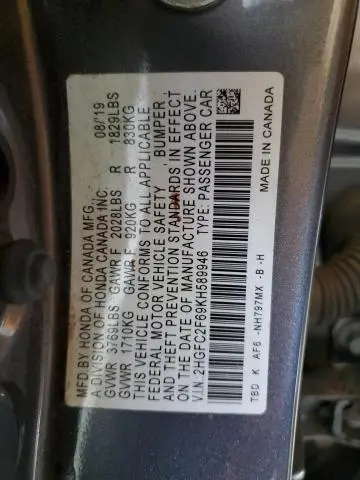 MFD BY HONDA OF CANADA MFG. 08/19
A DIVISION OF HONDA CANADA INC.
GVWR 3769LBS GAWR F 2028LBS R 1829LBS
GVWR 1710KG GAWR F 920KG R 830KG
THIS VEHICLE CONFORMS TO ALL APPLICABLE
FEDERAL MOTOR VEHICLE SAFETY BUMPER
AND THEFT PREVENTION STANDARDS IN EFFECT
ON THE DATE OF MANUFACTURE SHOWN ABOVE.
VIN 2HGFC2F69KH589946 TYPE: PASSENGER CAR
TBD K AF6 -NH797MX -B -H MADE IN CANADA